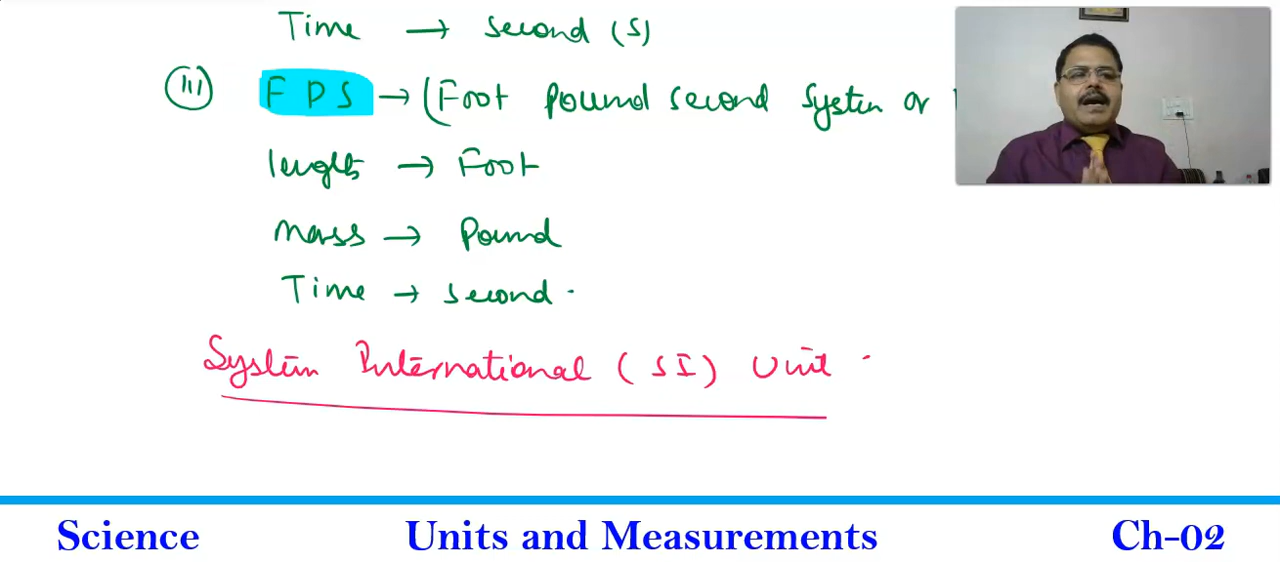 Time → second (s)
(iii) FPS → (Foot Pound second System or
length → Foot
mass → Pound
Time → second
System International (SI) Unit
Science Units and Measurements Ch-02